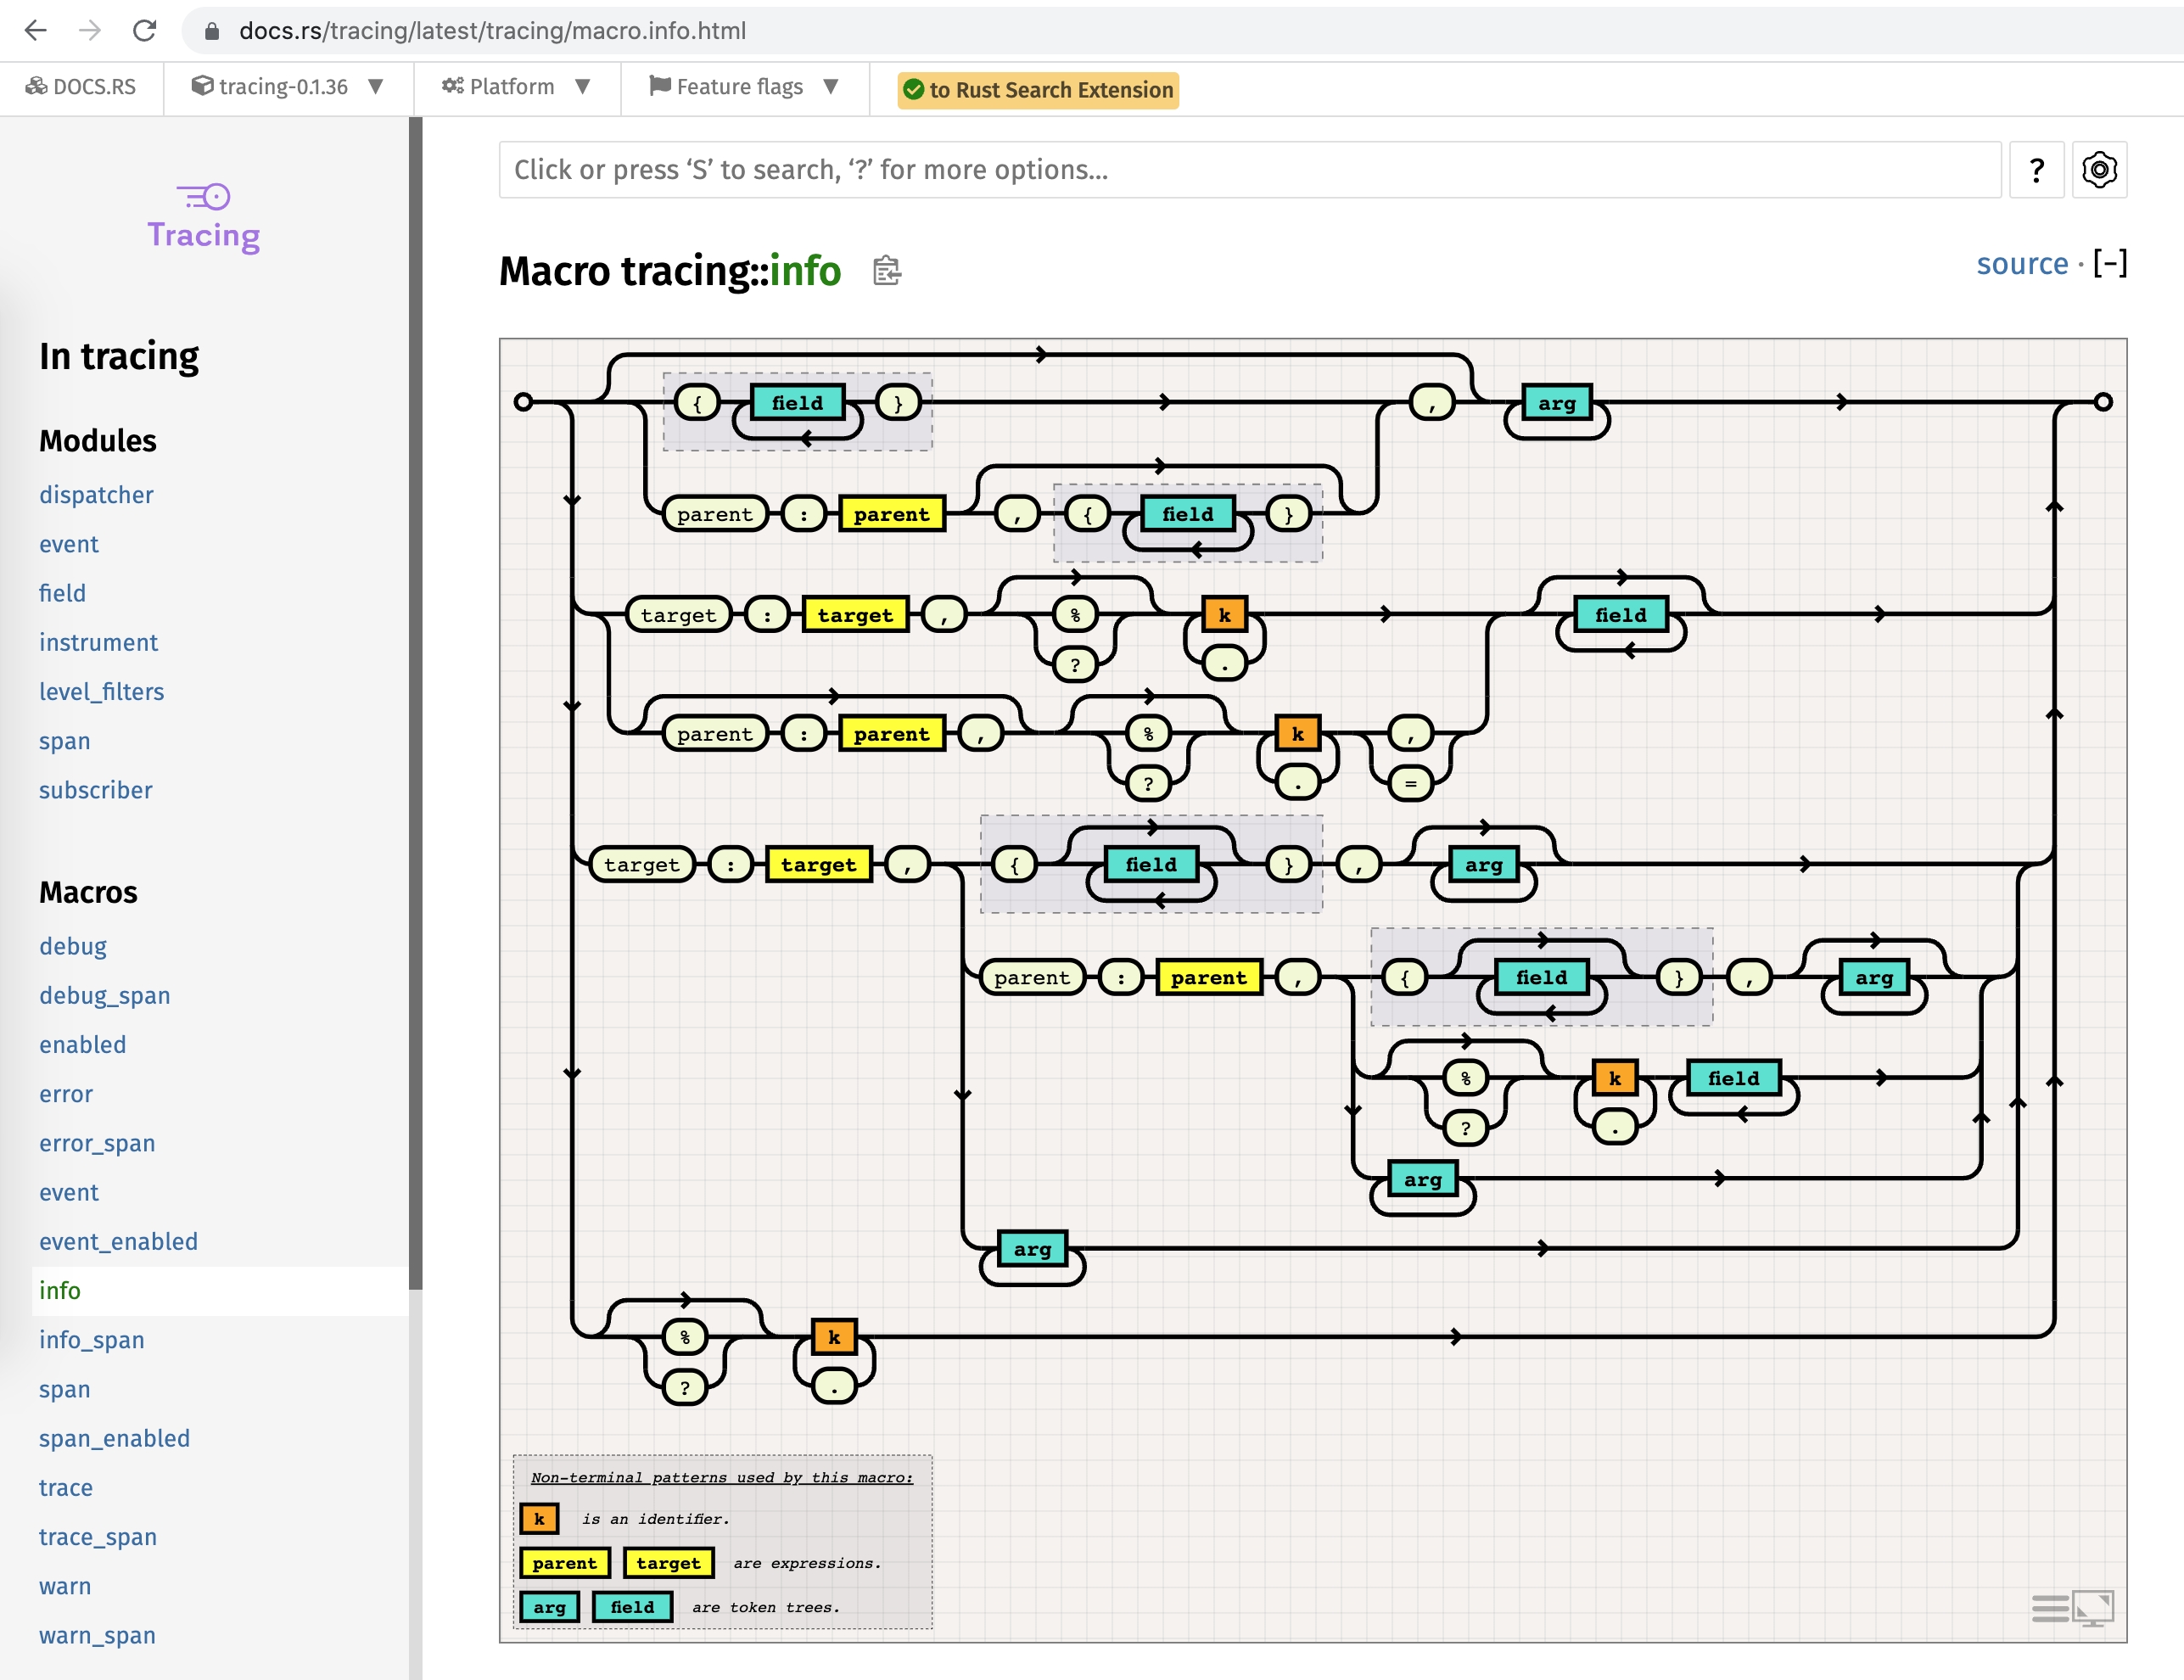 docs.rs/tracing/latest/tracing/macro.info.html
DOCS.RS tracing-0.1.36 ▼ Platform ▼ Feature flags ▼ to Rust Search Extension
Tracing
In tracing
Modules
dispatcher
event
field
instrument
level_filters
span
subscriber
Macros
debug
debug_span
enabled
error
error_span
event
event_enabled
info
info_span
span
span_enabled
trace
trace_span
warn
warn_span
Click or press ‘S’ to search, ‘?’ for more options...
?
Macro tracing::info
source · [-]
{ field } , arg
parent : parent , { field }
target : target , % k field
? .
parent : parent , % k ,
? . =
target : target , { field } , arg
parent : parent , { field } , arg
% k field
? .
arg
arg
% k
? .
Non-terminal patterns used by this macro:
k is an identifier.
parent target are expressions.
arg field are token trees.